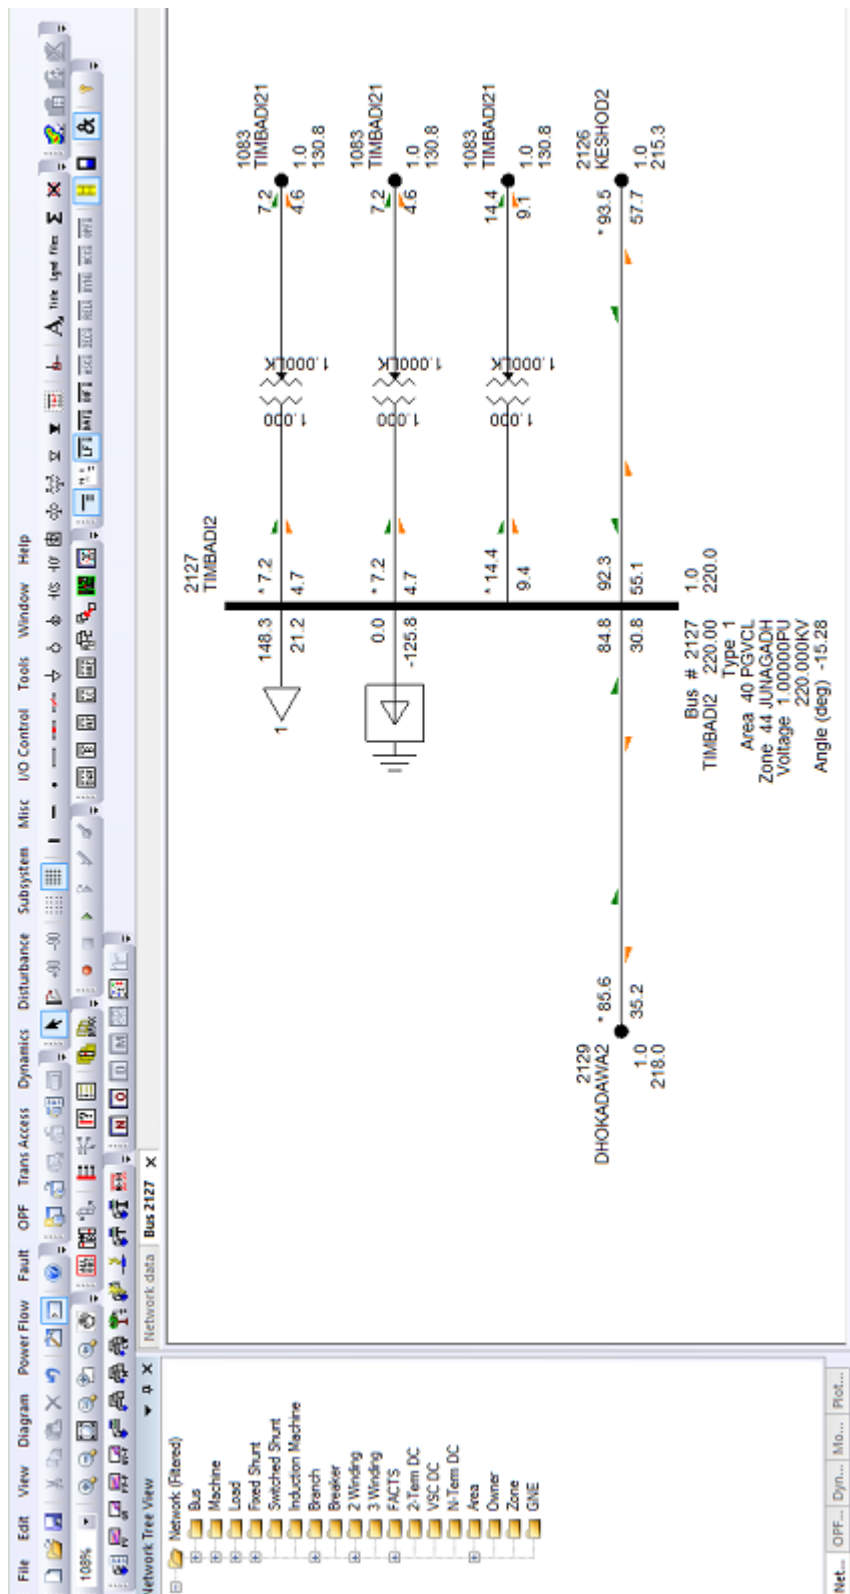 File Edit View Diagram Power Flow Fault OPF Trans Access Dynamics Disturbance Subsystem Misc I/O Control Tools Window Help
Title Lgnd Files Σ
108%
N O D M
Network Tree View
Network data Bus 2127
Network (Filtered)
Bus
Machine
Load
Fixed Shunt
Switched Shunt
Induction Machine
Branch
Breaker
2 Winding
3 Winding
FACTS
2-Term DC
VSC DC
N-Term DC
Area
Owner
Zone
GNE
Net... OPF... Dyn... Mo... Plot...
2127
TIMBADI2
1083
TIMBADI21
1
148.3
21.2
* 7.2
4.7
1.000
1.000LK
7.2
4.6
1.0
130.8
1083
TIMBADI21
0.0
-125.8
* 7.2
4.7
1.000
1.000LK
7.2
4.6
1.0
130.8
1083
TIMBADI21
* 14.4
9.4
1.000
1.000LK
14.4
9.1
1.0
130.8
2129
DHOKADAWA2
* 85.6
35.2
1.0
218.0
84.8
30.8
92.3
55.1
2126
KESHOD2
* 93.5
57.7
1.0
215.3
1.0
220.0
Bus # 2127
TIMBADI2 220.00
Type 1
Area 40 PGVCL
Zone 44 JUNAGADH
Voltage 1.00000PU
220.000KV
Angle (deg) -15.28